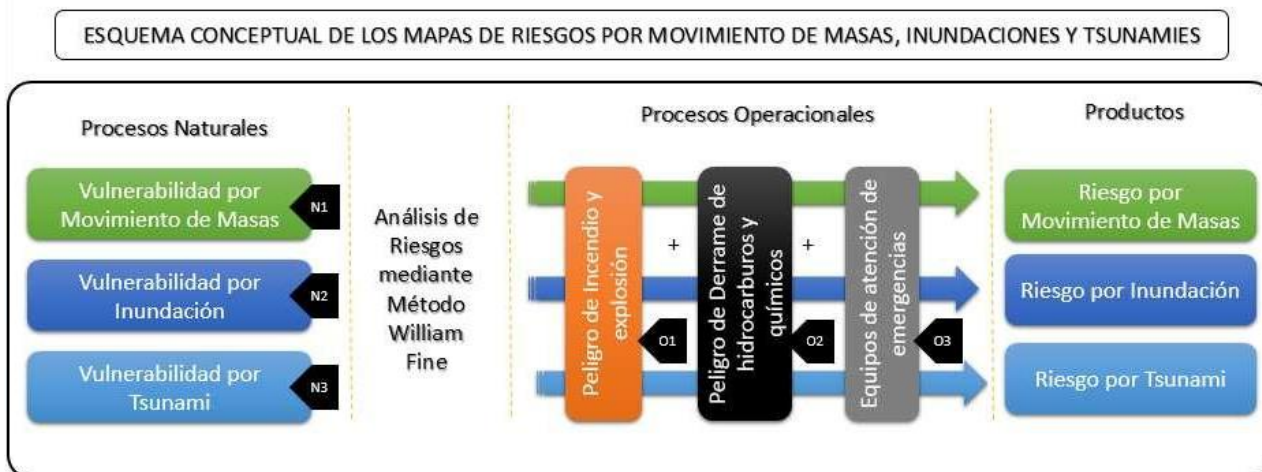 ESQUEMA CONCEPTUAL DE LOS MAPAS DE RIESGOS POR MOVIMIENTO DE MASAS, INUNDACIONES Y TSUNAMIES
Procesos Naturales
Vulnerabilidad por
Movimiento de Masas
N1
Vulnerabilidad por
Inundación
N2
Vulnerabilidad por
Tsunami
N3
Análisis de
Riesgos
mediante
Método
William
Fine
Procesos Operacionales
Peligro de Incendio y
explosión
O1
+
Peligro de Derrame de
hidrocarburos y
químicos
O2
+
Equipos de atención de
emergencias
O3
Productos
Riesgo por
Movimiento de Masas
Riesgo por Inundación
Riesgo por Tsunami